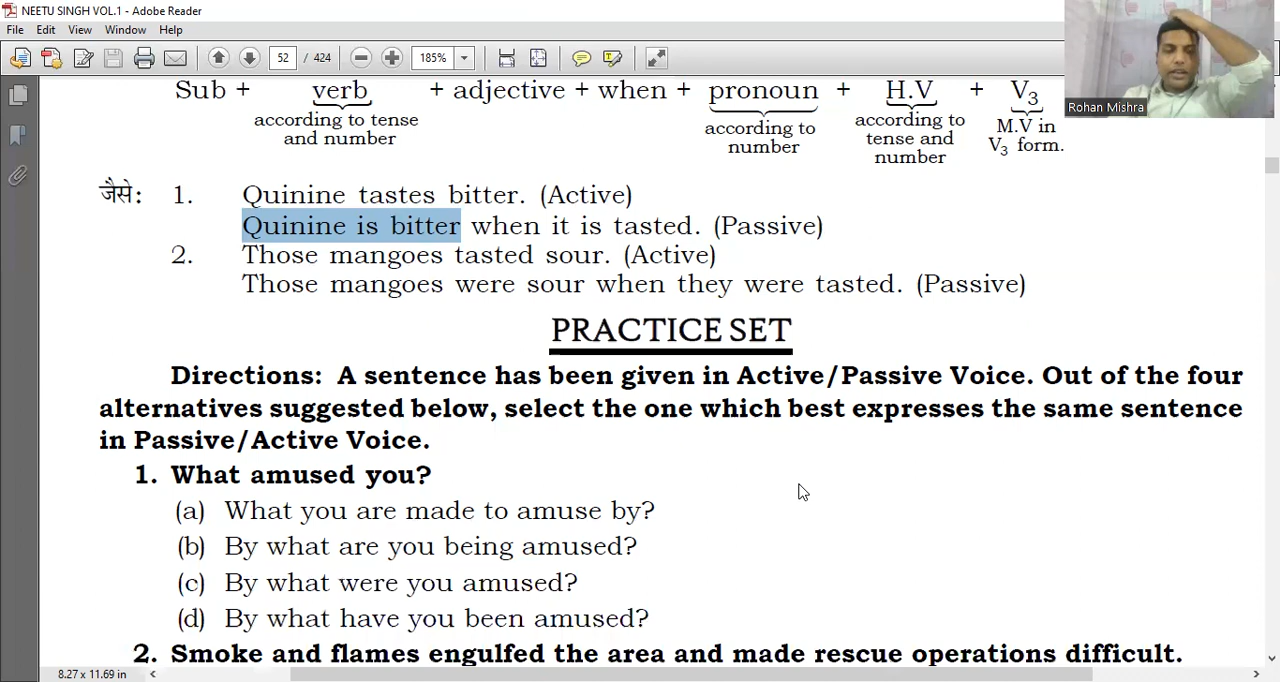 NEETU SINGH VOL.1 - Adobe Reader
File Edit View Window Help
52 / 424 185%
Rohan Mishra
Sub + verb + adjective + when + pronoun + H.V + V₃
according to tense and number according to number according to tense and number M.V in V₃ form.
जैसे: 1. Quinine tastes bitter. (Active)
Quinine is bitter when it is tasted. (Passive)
2. Those mangoes tasted sour. (Active)
Those mangoes were sour when they were tasted. (Passive)
PRACTICE SET
Directions: A sentence has been given in Active/Passive Voice. Out of the four
alternatives suggested below, select the one which best expresses the same sentence
in Passive/Active Voice.
1. What amused you?
(a) What you are made to amuse by?
(b) By what are you being amused?
(c) By what were you amused?
(d) By what have you been amused?
2. Smoke and flames engulfed the area and made rescue operations difficult.
8.27 x 11.69 in